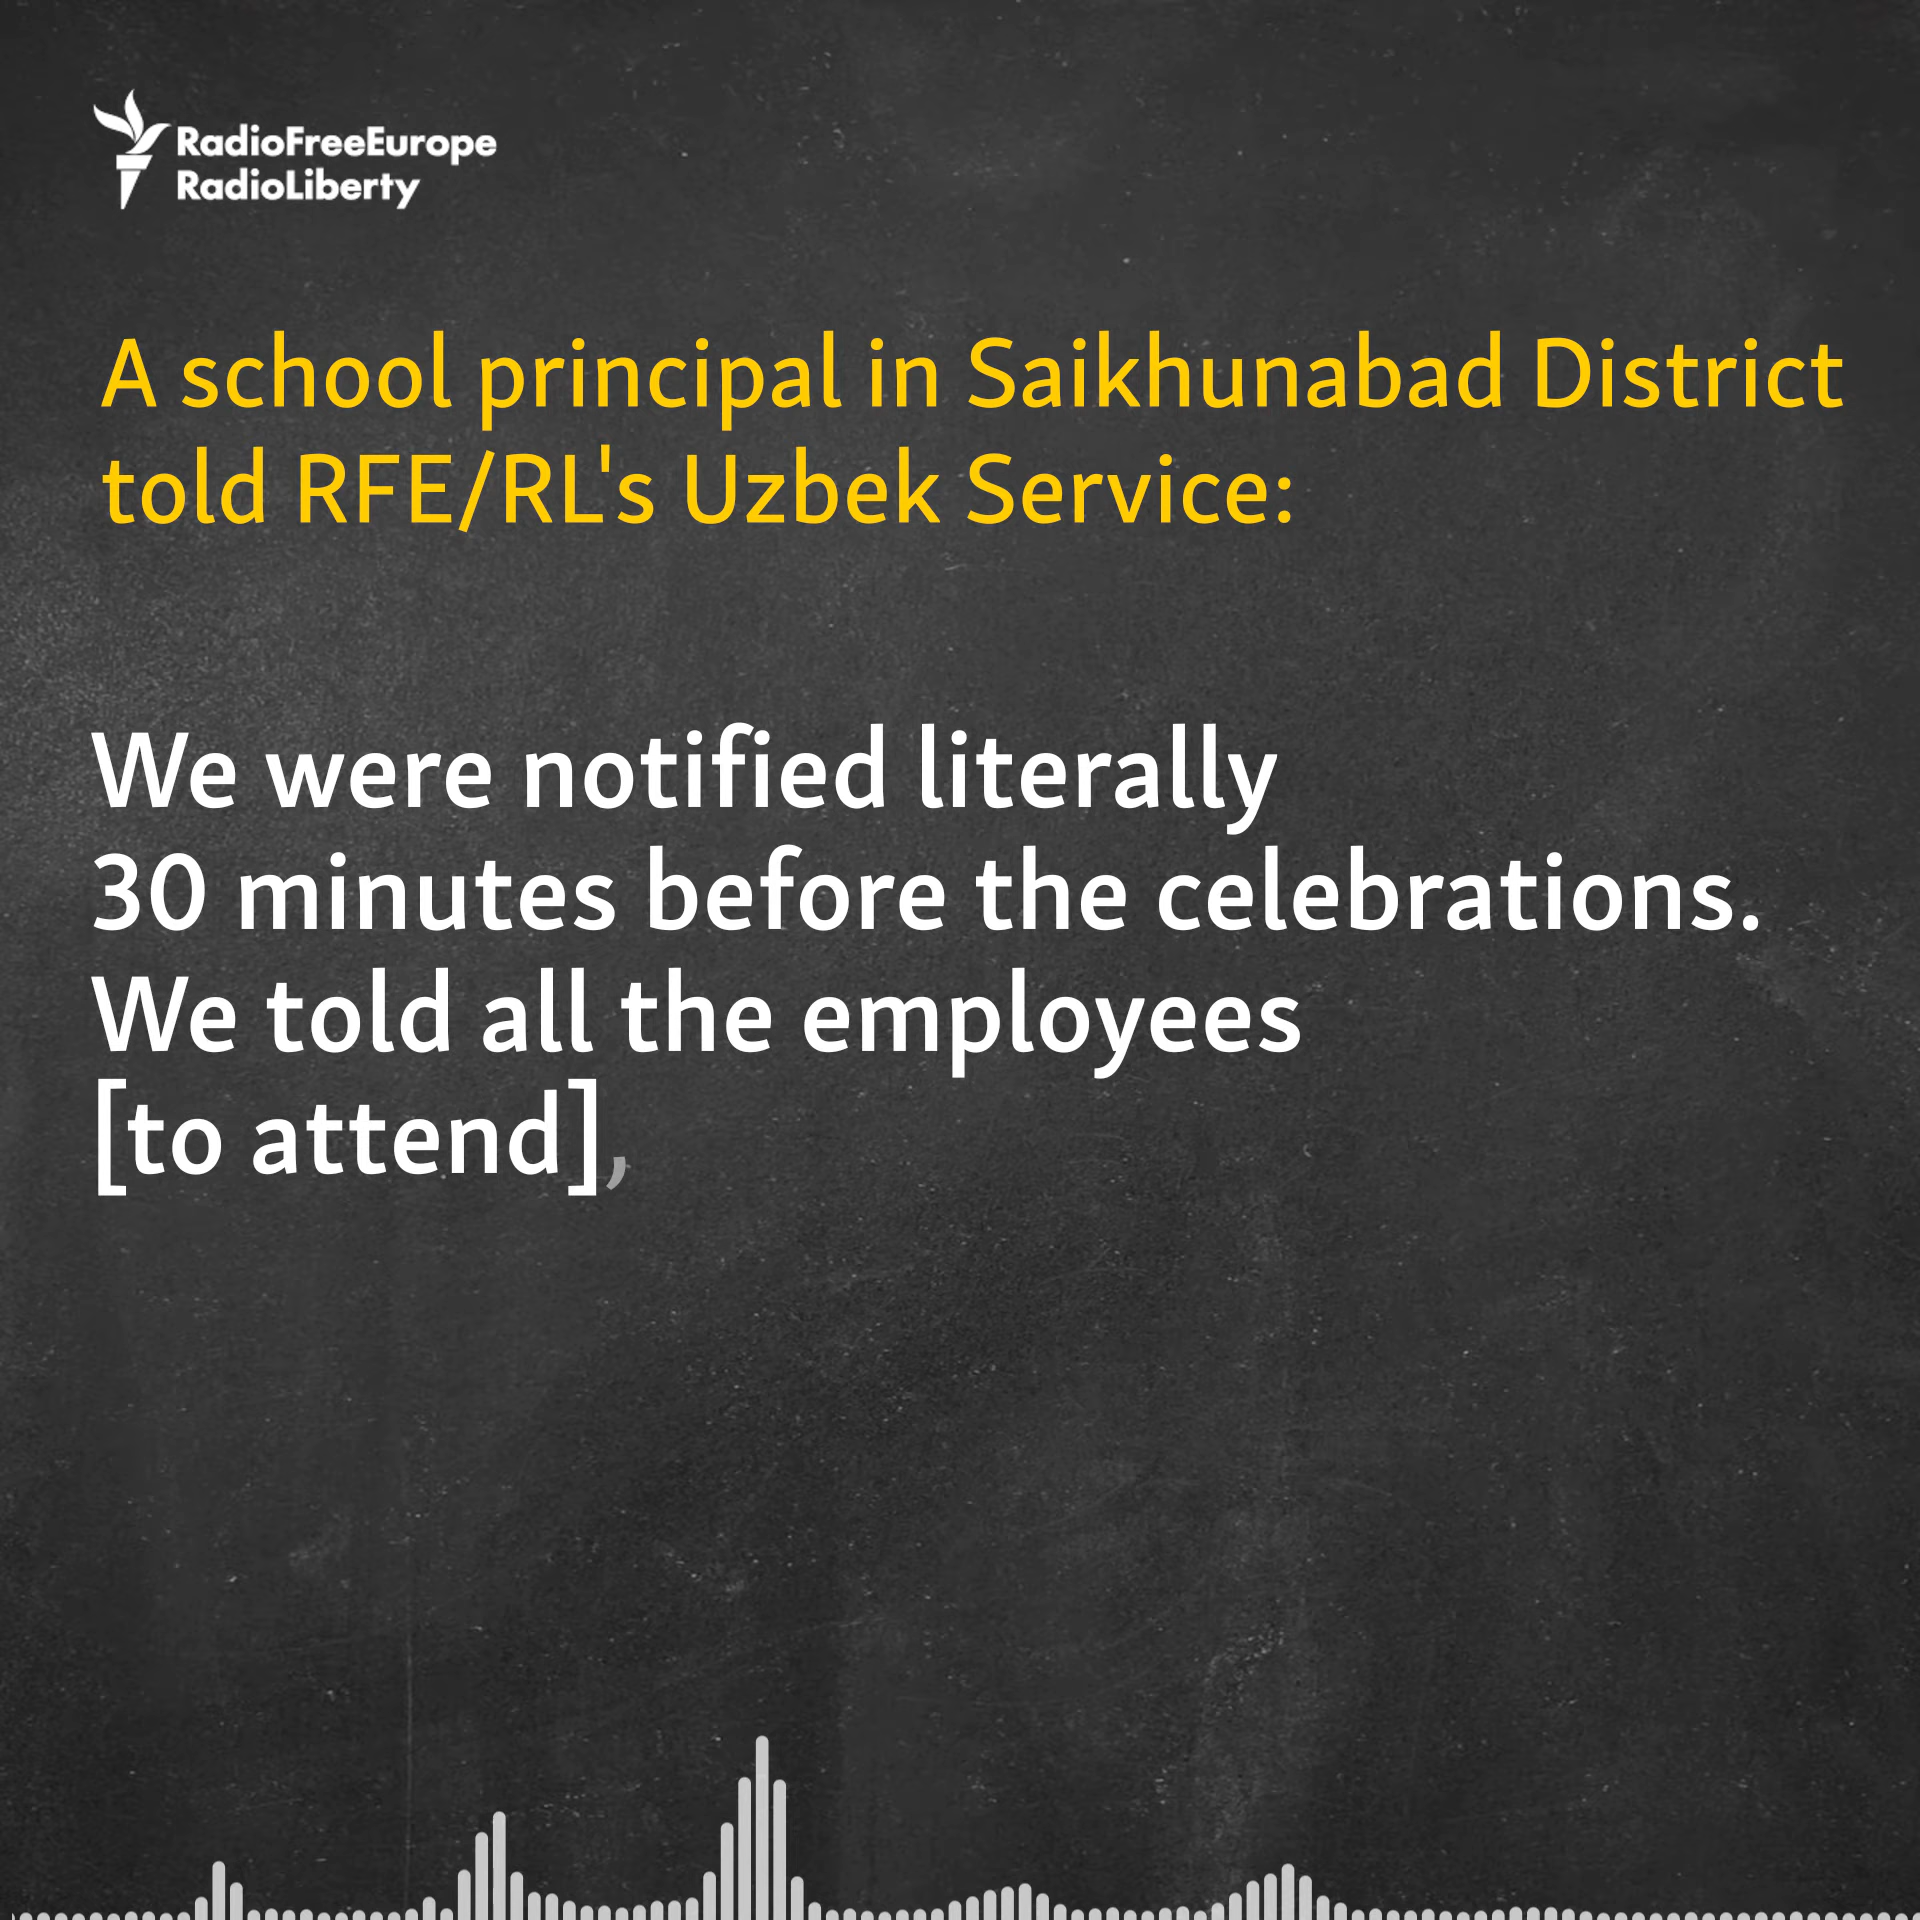 RadioFreeEurope
RadioLiberty
A school principal in Saikhunabad District
told RFE/RL's Uzbek Service:
We were notified literally
30 minutes before the celebrations.
We told all the employees
[to attend],